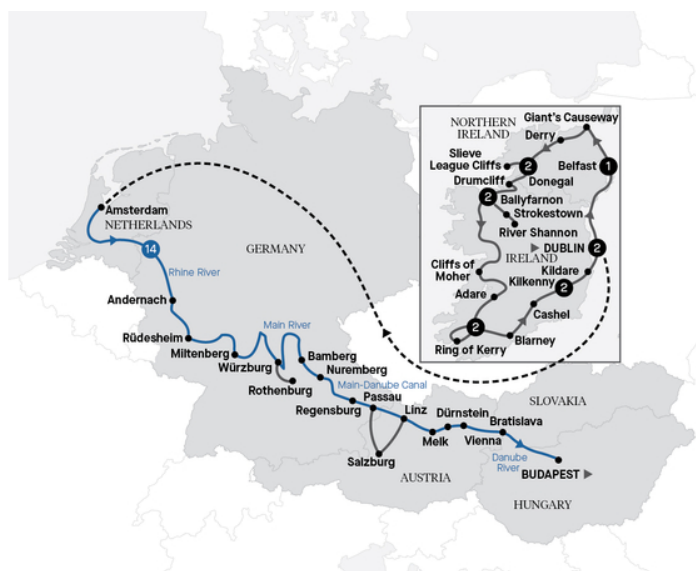 Amsterdam
NETHERLANDS
14
Rhine River
GERMANY
Andernach
Rüdesheim
Miltenberg
Main River
Würzburg
Rothenburg
Bamberg
Nuremberg
Main-Danube Canal
Regensburg
Passau
Linz
Salzburg
Melk
Dürnstein
Vienna
Bratislava
SLOVAKIA
Danube
River
BUDAPEST
AUSTRIA
HUNGARY
NORTHERN
IRELAND
Giant's Causeway
Derry
Slieve
League Cliffs
2
Belfast
1
Drumcliff
Donegal
2
Ballyfarnon
Strokestown
River Shannon
DUBLIN
2
IRELAND
Cliffs of
Moher
Kildare
Kilkenny
2
Adare
Cashel
2
Ring of Kerry
Blarney